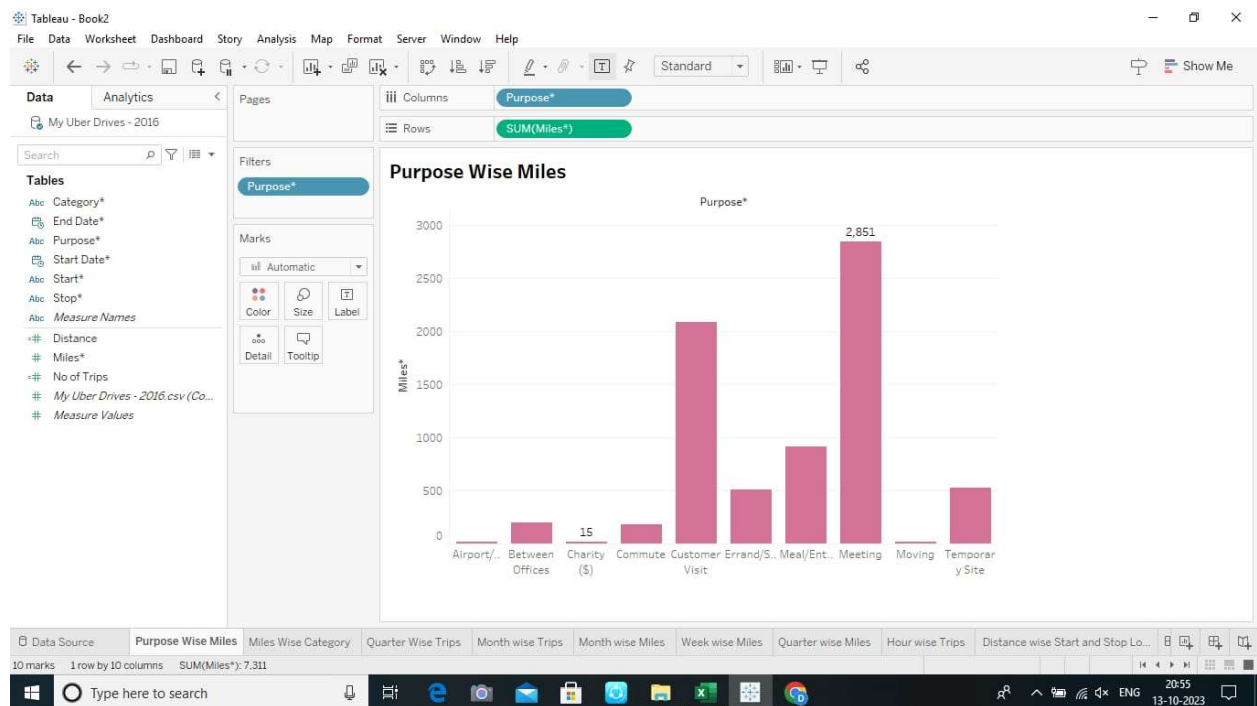 Tableau - Book2
File Data Worksheet Dashboard Story Analysis Map Format Server Window Help
Standard
Show Me
Data Analytics
Pages
Columns Purpose*
My Uber Drives - 2016
Rows SUM(Miles*)
Search
Filters
Purpose*
Tables
Abc Category*
End Date*
Abc Purpose*
Start Date*
Abc Start*
Abc Stop*
Abc Measure Names
Distance
Miles*
No of Trips
My Uber Drives - 2016.csv (Co...
Measure Values
Marks
Automatic
Color Size Label
Detail Tooltip
Purpose Wise Miles
Purpose*
3000
2500
2000
1500
1000
500
0
Miles*
2,851
15
Airport/.. Between Offices Charity ($) Commute Customer Visit Errand/S.. Meal/Ent.. Meeting Moving Temporar y Site
Data Source Purpose Wise Miles Miles Wise Category Quarter Wise Trips Month wise Trips Month wise Miles Week wise Miles Quarter wise Miles Hour wise Trips Distance wise Start and Stop Lo...
10 marks 1 row by 10 columns SUM(Miles*): 7,311
Type here to search
ENG
20:55
13-10-2023